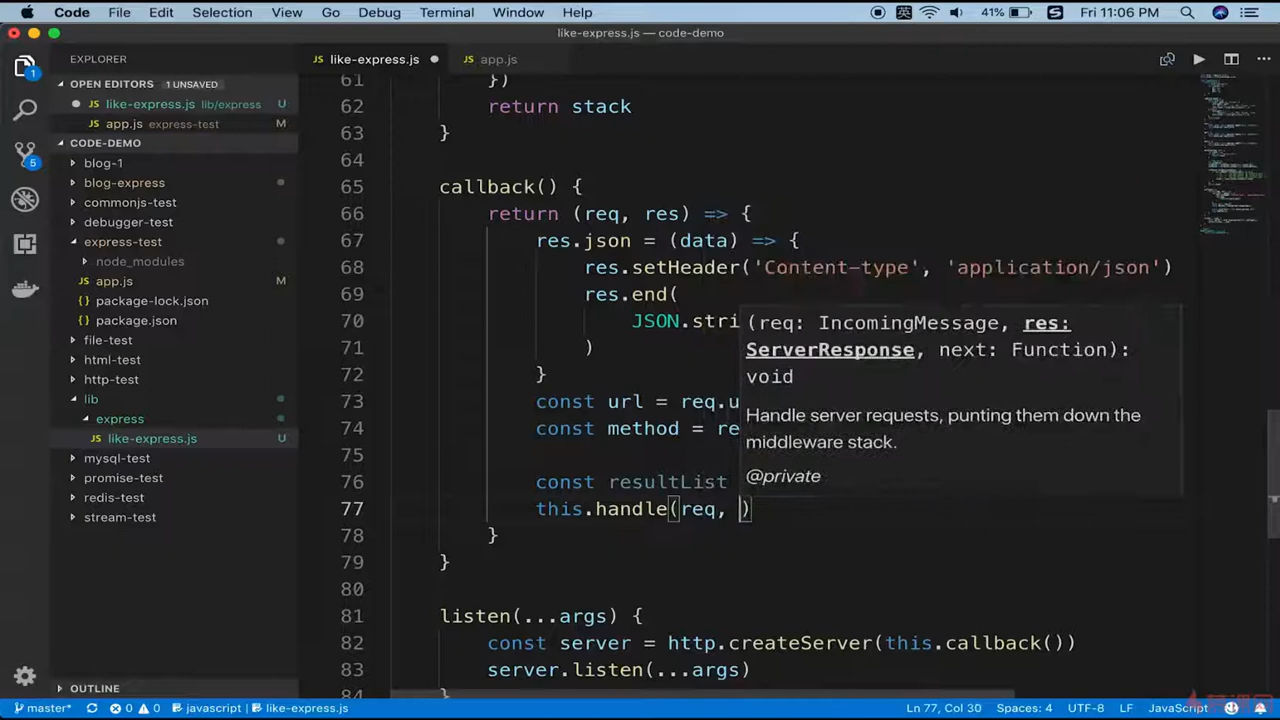 Code File Edit Selection View Go Debug Terminal Window Help 英 41% S Fri 11:06 PM
like-express.js — code-demo
EXPLORER
like-express.js
JS app.js
OPEN EDITORS 1 UNSAVED
JS like-express.js lib/express U
JS app.js express-test M
CODE-DEMO
blog-1
blog-express
commonjs-test
debugger-test
express-test
node_modules
JS app.js M
{} package-lock.json
{} package.json
file-test
html-test
http-test
lib
express
JS like-express.js U
mysql-test
promise-test
redis-test
stream-test
OUTLINE
1
5
61 })
62 return stack
63 }
64
65 callback() {
66 return (req, res) => {
67 res.json = (data) => {
68 res.setHeader('Content-type', 'application/json')
69 res.end(
70 JSON.stri
71 )
72 }
73 const url = req.u
74 const method = re
75
76 const resultList
77 this.handle(req, )
78 }
79 }
80
81 listen(...args) {
82 const server = http.createServer(this.callback())
83 server.listen(...args)
84 }
(req: IncomingMessage, res:
ServerResponse, next: Function):
void
Handle server requests, punting them down the
middleware stack.
@private
master* 0 0 javascript | like-express.js Ln 77, Col 30 Spaces: 4 UTF-8 LF JavaScript